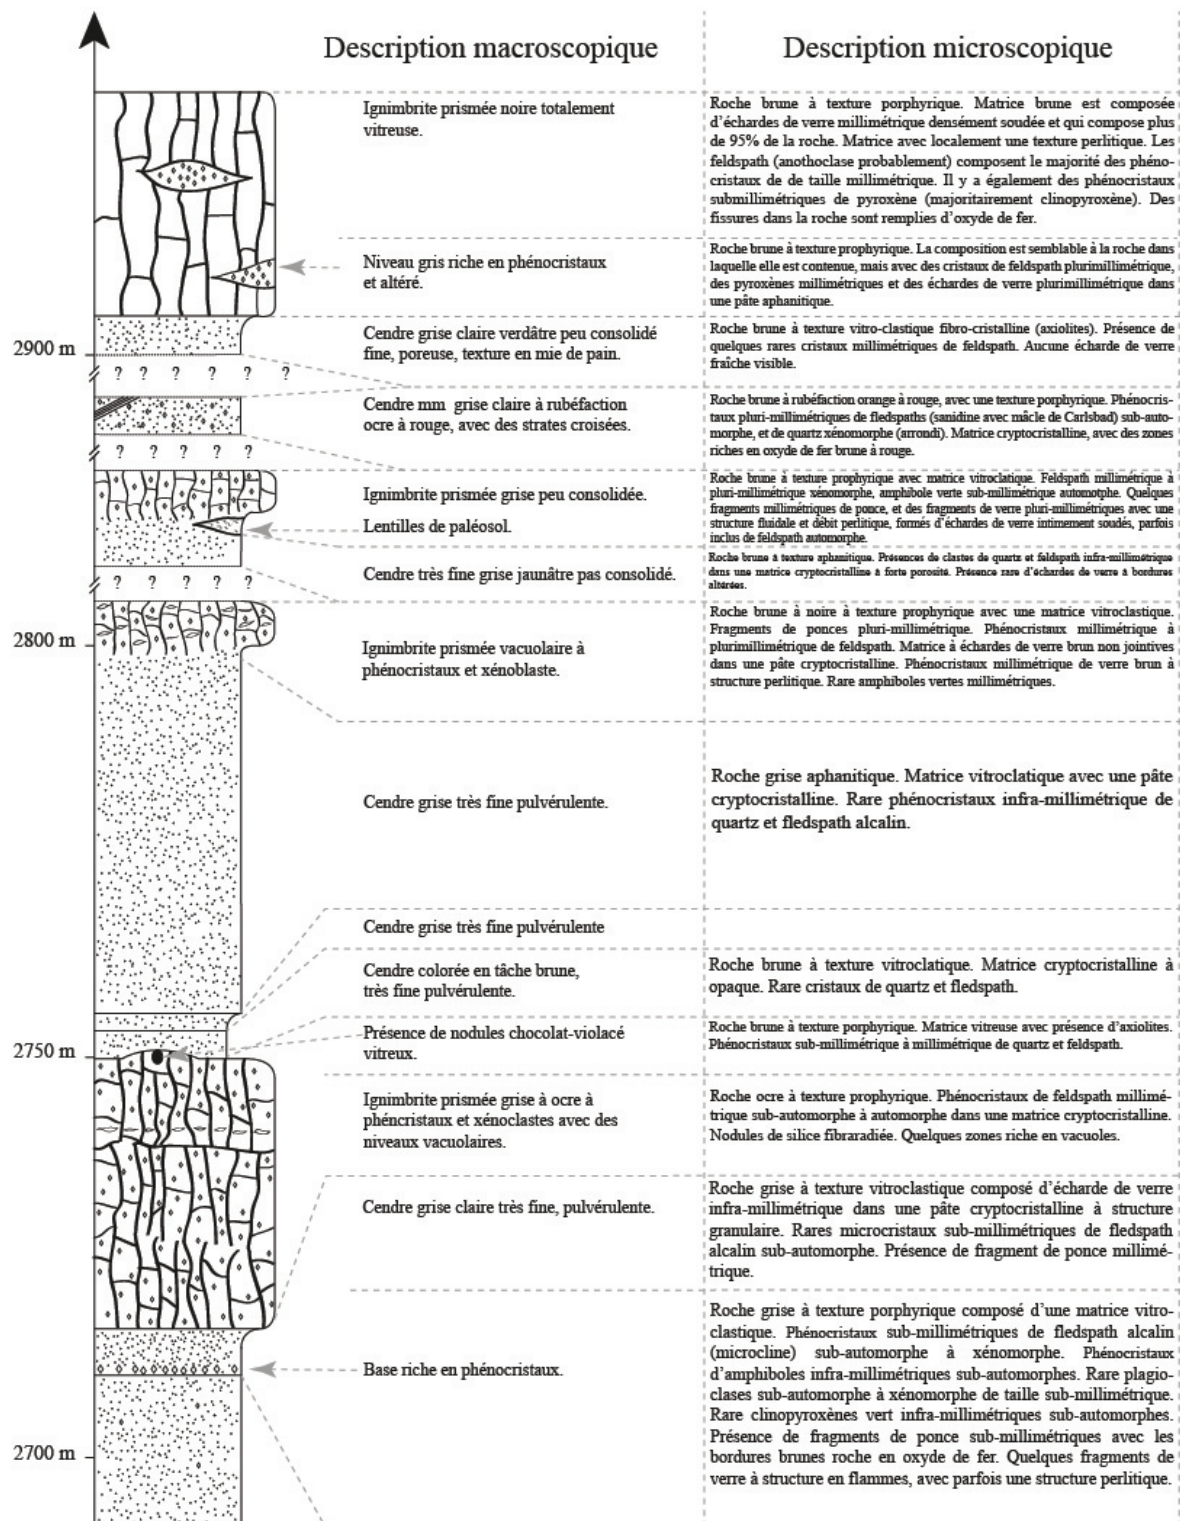 Description macroscopique
Description microscopique
Ignimbrite prismée noire totalement
vitreuse.
Roche brune à texture porphyrique. Matrice brune est composée
d'échardes de verre millimétrique densément soudée et qui compose plus
de 95% de la roche. Matrice avec localement une texture perlitique. Les
feldspath (anothoclase probablement) composent le majorité des phéno-
cristaux de de taille millimétrique. Il y a également des phénocristaux
submillimétriques de pyroxène (majoritairement clinopyroxène). Des
fissures dans la roche sont remplies d'oxyde de fer.
Niveau gris riche en phénocristaux
et altéré.
Roche brune à texture prophyrique. La composition est semblable à la roche dans
laquelle elle est contenue, mais avec des cristaux de feldspath plurimillimétrique,
des pyroxènes millimétriques et des échardes de verre plurimillimétrique dans
une pâte aphanitique.
2900 m
Cendre grise claire verdâtre peu consolidé
fine, poreuse, texture en mie de pain.
Roche brune à texture vitro-clastique fibro-cristalline (axiolites). Présence de
quelques rares cristaux millimétriques de feldspath. Aucune écharde de verre
fraîche visible.
? ? ? ? ? ? ?
Cendre mm grise claire à rubéfaction
ocre à rouge, avec des strates croisées.
Roche brune à rubéfaction orange à rouge, avec une texture porphyrique. Phénocris-
taux pluri-millimétriques de fledspaths (sanidine avec mâcle de Carlsbad) sub-auto-
morphe, et de quartz xénomorphe (arrondi). Matrice cryptocristalline, avec des zones
riches en oxyde de fer brune à rouge.
? ? ? ? ?
Ignimbrite prismée grise peu consolidée.
Lentilles de paléosol.
Roche brune à texture prophyrique avec matrice vitroclastique. Feldspath millimétrique à
pluri-millimétrique xénomorphe, amphibole verte sub-millimétrique automotphe. Quelques
fragments millimétriques de ponce, et des fragments de verre pluri-millimétriques avec une
structure fluidale et débit perlitique, formés d'échardes de verre intimement soudés, parfois
inclus de feldspath automorphe.
Cendre très fine grise jaunâtre pas consolidé.
Roche brune à texture aphanitique. Présences de clastes de quartz et feldspath infra-millimétrique
dans une matrice cryptocristalline à forte porosité. Présence rare d'échardes de verre à bordures
altérées.
? ? ? ? ?
2800 m
Ignimbrite prismée vacuolaire à
phénocristaux et xénoblaste.
Roche brune à noire à texture prophyrique avec une matrice vitroclastique.
Fragments de ponces pluri-millimétrique. Phénocristaux millimétrique à
plurimillimétrique de feldspath. Matrice à échardes de verre brun non jointives
dans une pâte cryptocristalline. Phénocristaux millimétrique de verre brun à
structure perlitique. Rare amphiboles vertes millimétriques.
Cendre grise très fine pulvérulente.
Roche grise aphanitique. Matrice vitroclatique avec une pâte
cryptocristalline. Rare phénocristaux infra-millimétrique de
quartz et fledspath alcalin.
Cendre grise très fine pulvérulente
Cendre colorée en tâche brune,
très fine pulvérulente.
Roche brune à texture vitroclatique. Matrice cryptocristalline à
opaque. Rare cristaux de quartz et fledspath.
2750 m
Présence de nodules chocolat-violacé
vitreux.
Roche brune à texture porphyrique. Matrice vitreuse avec présence d'axiolites.
Phénocristaux sub-millimétrique à millimétrique de quartz et feldspath.
Ignimbrite prismée grise à ocre à
phéncristaux et xénoclastes avec des
niveaux vacuolaires.
Roche ocre à texture prophyrique. Phénocristaux de feldspath millimé-
trique sub-automorphe à automorphe dans une matrice cryptocristalline.
Nodules de silice fibraradiée. Quelques zones riche en vacuoles.
Cendre grise claire très fine, pulvérulente.
Roche grise à texture vitroclastique composé d'écharde de verre
infra-millimétrique dans une pâte cryptocristalline à structure
granulaire. Rares microcristaux sub-millimétriques de fledspath
alcalin sub-automorphe. Présence de fragment de ponce millimé-
trique.
Base riche en phénocristaux.
Roche grise à texture porphyrique composé d'une matrice vitro-
clastique. Phénocristaux sub-millimétriques de fledspath alcalin
(microcline) sub-automorphe à xénomorphe. Phénocristaux
d'amphiboles infra-millimétriques sub-automorphes. Rare plagio-
clases sub-automorphe à xénomorphe de taille sub-millimétrique.
Rare clinopyroxènes vert infra-millimétriques sub-automorphes.
Présence de fragments de ponce sub-millimétriques avec les
bordures brunes roche en oxyde de fer. Quelques fragments de
verre à structure en flammes, avec parfois une structure perlitique.
2700 m